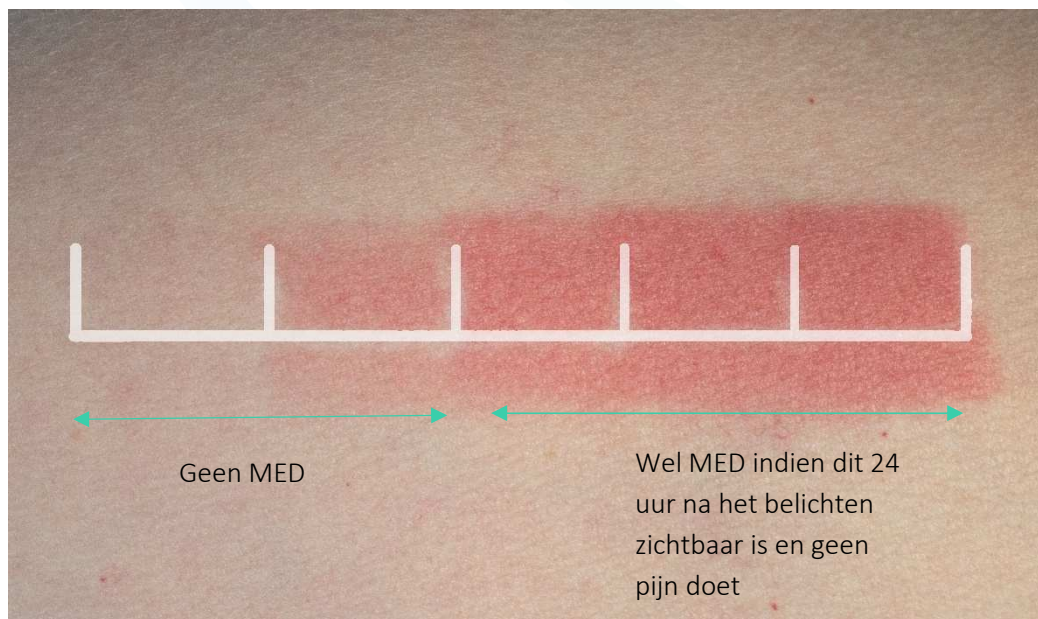 Geen MED
Wel MED indien dit 24
uur na het belichten
zichtbaar is en geen
pijn doet